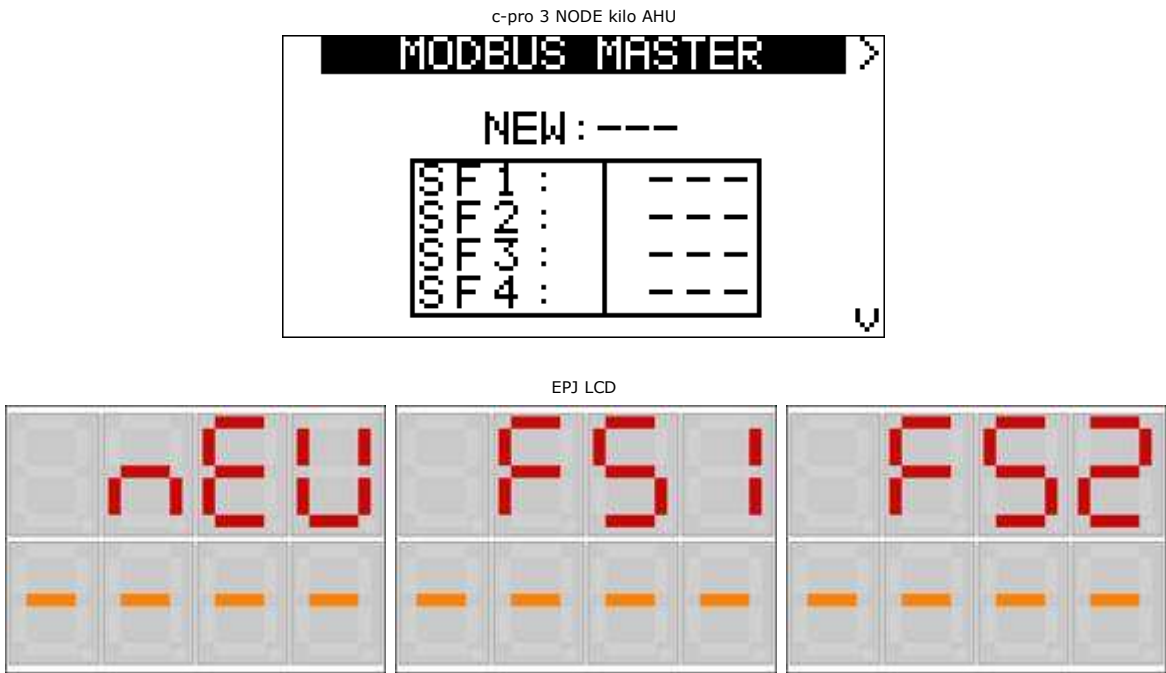 c-pro 3 NODE kilo AHU
MODBUS MASTER >
NEW:---
SF1: ---
SF2: ---
SF3: ---
SF4: ---
V
EPJ LCD
nEU FS1 FS2
---- ---- ----